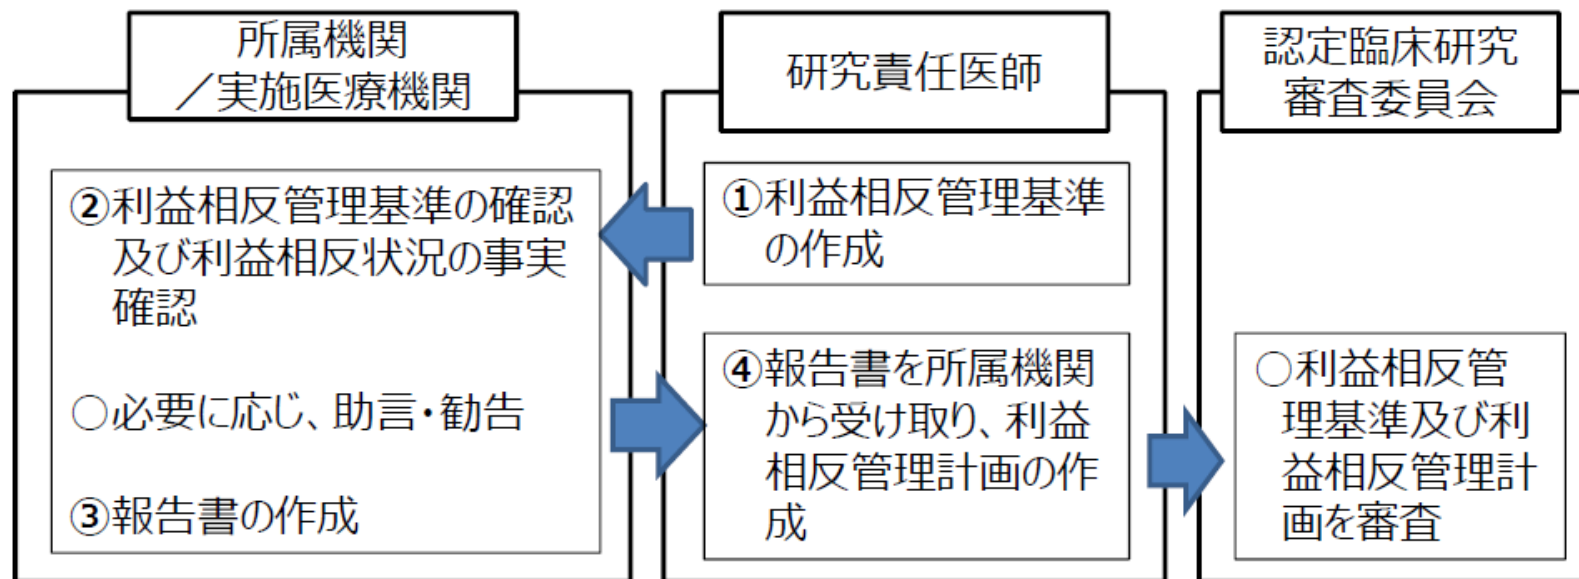 所属機関
／実施医療機関
②利益相反管理基準の確認
及び利益相反状況の事実
確認
○必要に応じ、助言・勧告
③報告書の作成
研究責任医師
①利益相反管理基準
の作成
④報告書を所属機関
から受け取り、利益
相反管理計画の作
成
認定臨床研究
審査委員会
○利益相反管
理基準及び利
益相反管理計
画を審査